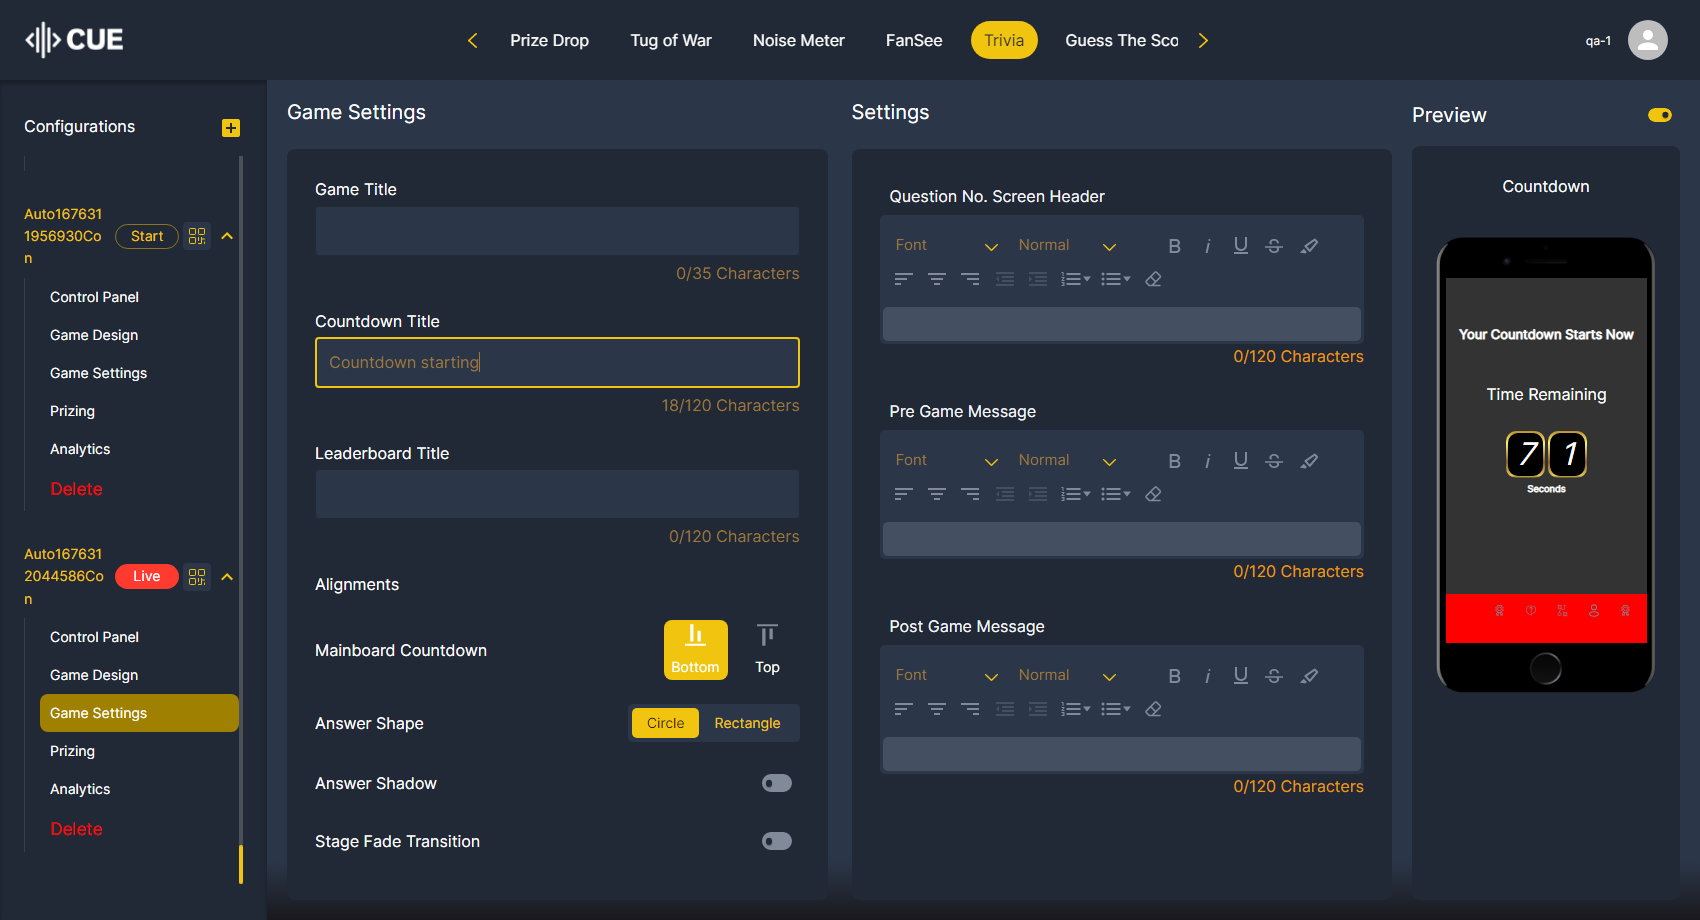 CUE
Prize Drop
Tug of War
Noise Meter
FanSee
Trivia
Guess The Sco
qa-1
Configurations
Auto167631
1956930Co
n
Start
Control Panel
Game Design
Game Settings
Prizing
Analytics
Delete
Auto167631
2044586Co
n
Live
Control Panel
Game Design
Game Settings
Prizing
Analytics
Delete
Game Settings
Game Title
0/35 Characters
Countdown Title
Countdown starting
18/120 Characters
Leaderboard Title
0/120 Characters
Alignments
Mainboard Countdown
Bottom
Top
Answer Shape
Circle
Rectangle
Answer Shadow
Stage Fade Transition
Settings
Question No. Screen Header
Font
Normal
B
i
U
S
0/120 Characters
Pre Game Message
Font
Normal
B
i
U
S
0/120 Characters
Post Game Message
Font
Normal
B
i
U
S
0/120 Characters
Preview
Countdown
Your Countdown Starts Now
Time Remaining
7 1
Seconds